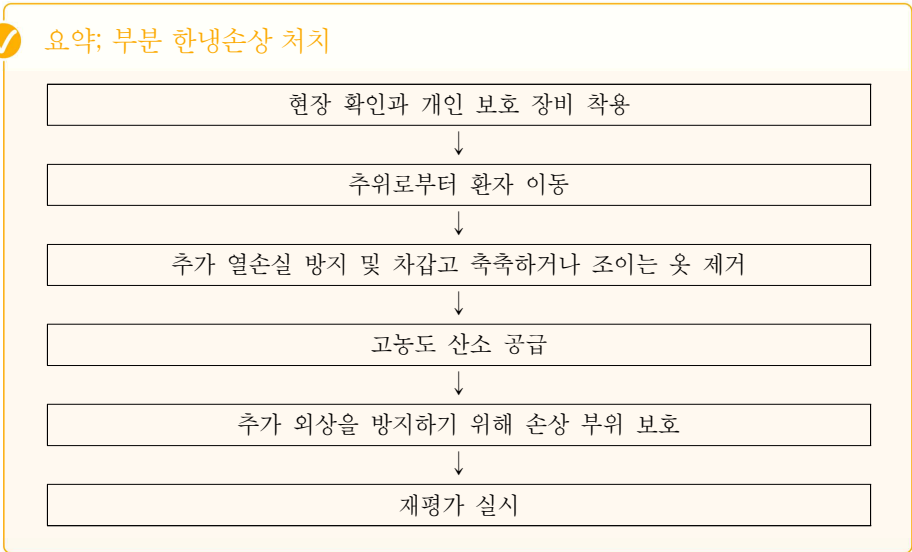 요약; 부분 한냉손상 처치
현장 확인과 개인 보호 장비 착용
↓
추위로부터 환자 이동
↓
추가 열손실 방지 및 차갑고 축축하거나 조이는 옷 제거
↓
고농도 산소 공급
↓
추가 외상을 방지하기 위해 손상 부위 보호
↓
재평가 실시